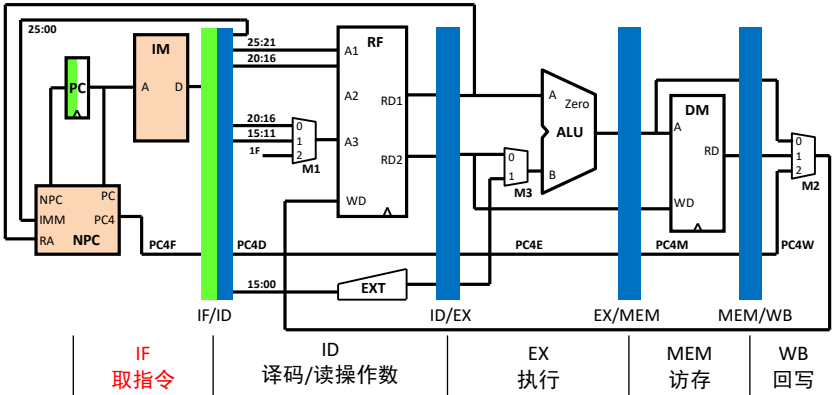 25:00
IM
A
D
PC
NPC
PC
IMM
PC4
RA
NPC
PC4F
25:21
20:16
20:16
15:11
1F
0
1
2
M1
RF
A1
A2
A3
RD1
RD2
WD
PC4D
15:00
EXT
A
Zero
ALU
B
0
1
M3
PC4E
DM
A
RD
WD
PC4M
0
1
2
M2
PC4W
IF/ID
ID/EX
EX/MEM
MEM/WB
IF
取指令
ID
译码/读操作数
EX
执行
MEM
访存
WB
回写